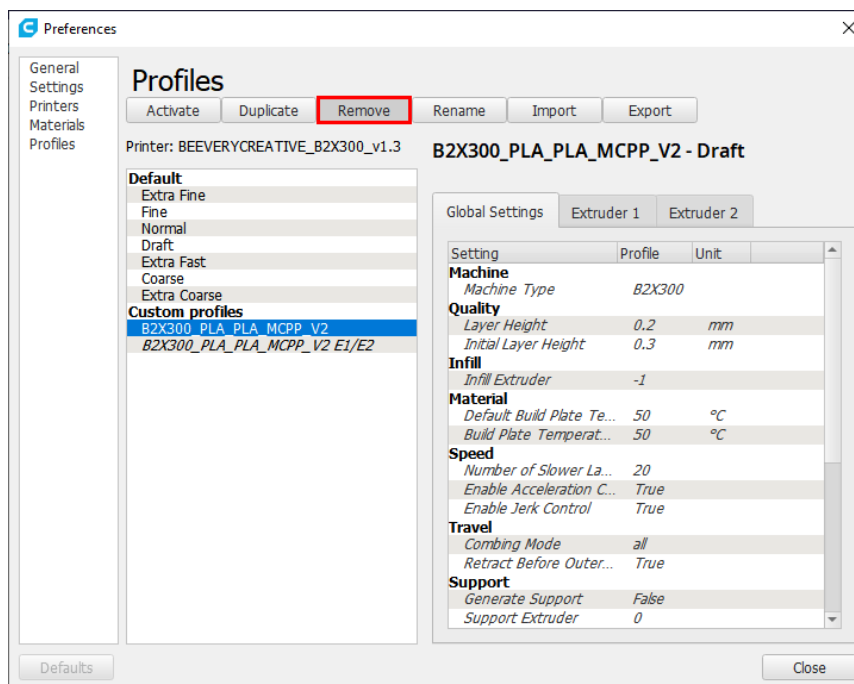 Preferences
General
Settings
Printers
Materials
Profiles
Profiles
Activate Duplicate Remove Rename Import Export
Printer: BEEVERYCREATIVE_B2X300_v1.3
Default
Extra Fine
Fine
Normal
Draft
Extra Fast
Coarse
Extra Coarse
Custom profiles
B2X300_PLA_PLA_MCPP_V2
B2X300_PLA_PLA_MCPP_V2 E1/E2
B2X300_PLA_PLA_MCPP_V2 - Draft
Global Settings Extruder 1 Extruder 2
Setting Profile Unit
Machine
Machine Type B2X300
Quality
Layer Height 0.2 mm
Initial Layer Height 0.3 mm
Infill
Infill Extruder -1
Material
Default Build Plate Te... 50 °C
Build Plate Temperat... 50 °C
Speed
Number of Slower La... 20
Enable Acceleration C... True
Enable Jerk Control True
Travel
Combing Mode all
Retract Before Outer... True
Support
Generate Support False
Support Extruder 0
Defaults Close